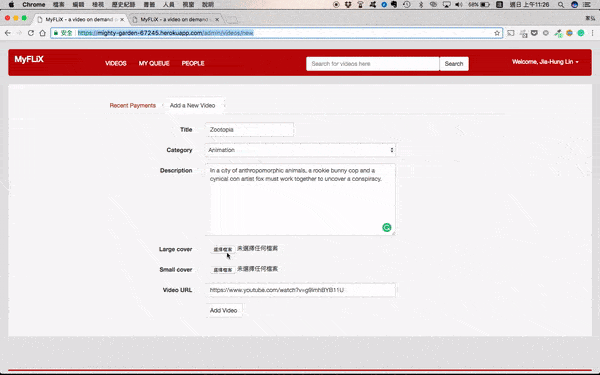 Chrome 檔案 編輯 檢視 歷史紀錄 書籤 人員 視窗 說明 68% 週日 上午11:26
MyFLiX - a video on demand MyFLiX - a video on demand
安全 https://mighty-garden-67245.herokuapp.com/admin/videos/new
MyFLiX VIDEOS MY QUEUE PEOPLE Search for videos here Search Welcome, Jia-Hung Lin
Recent Payments Add a New Video
Title Zootopia
Category Animation
Description In a city of anthropomorphic animals, a rookie bunny cop and a
cynical con artist fox must work together to uncover a conspiracy.
Large cover 選擇檔案 未選擇任何檔案
Small cover 選擇檔案 未選擇任何檔案
Video URL https://www.youtube.com/watch?v=g9lmhBYB11U
Add Video